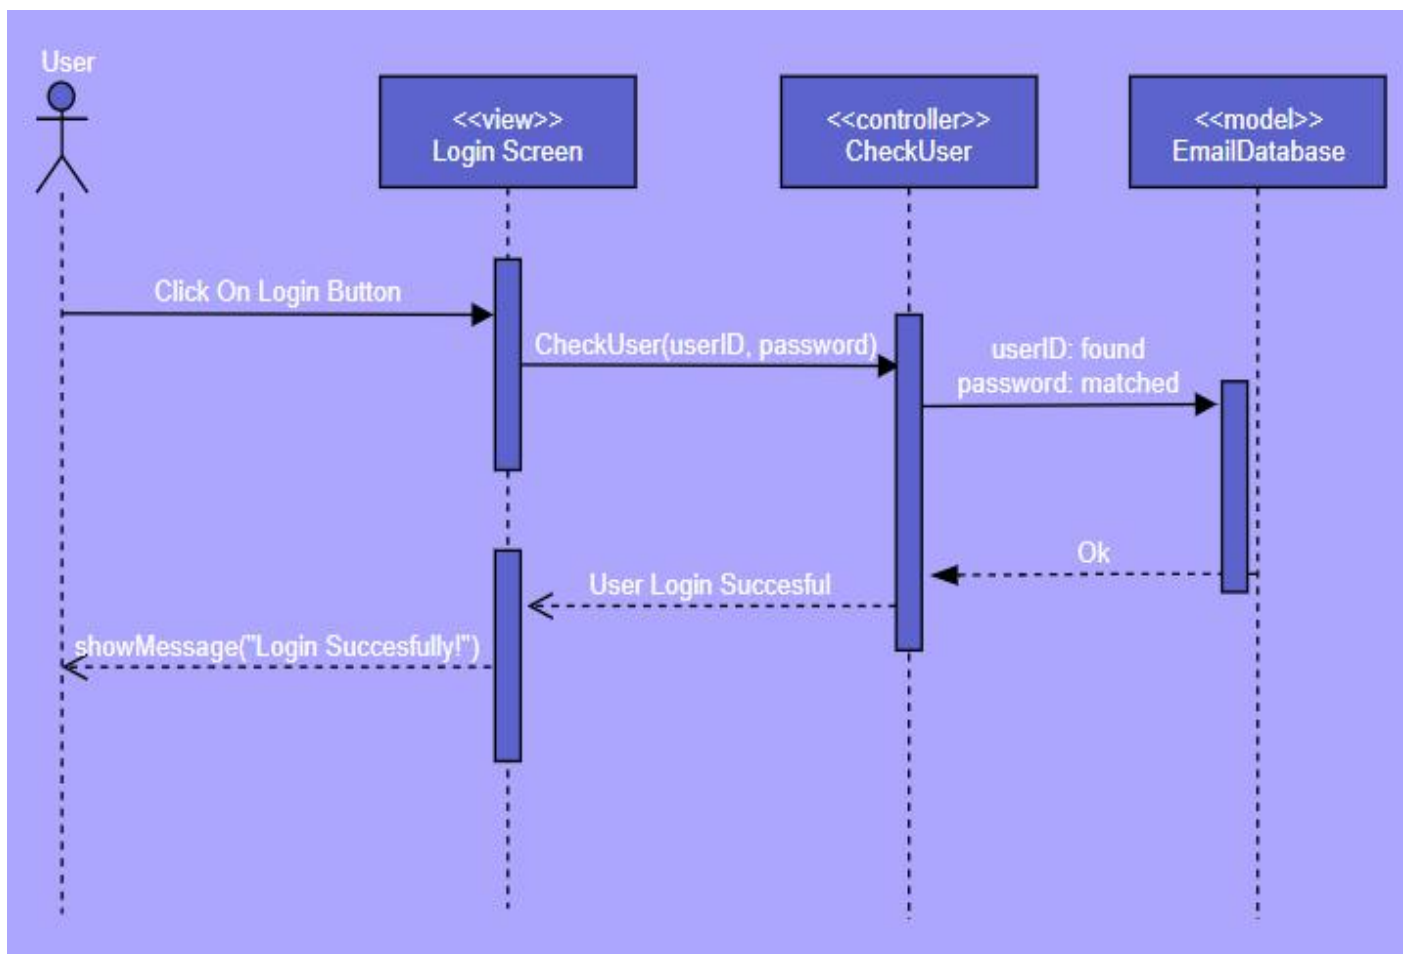 User
<<view>>
Login Screen
<<controller>>
CheckUser
<<model>>
EmailDatabase
Click On Login Button
CheckUser(userID, password)
userID: found
password: matched
Ok
User Login Succesful
showMessage("Login Succesfully!")